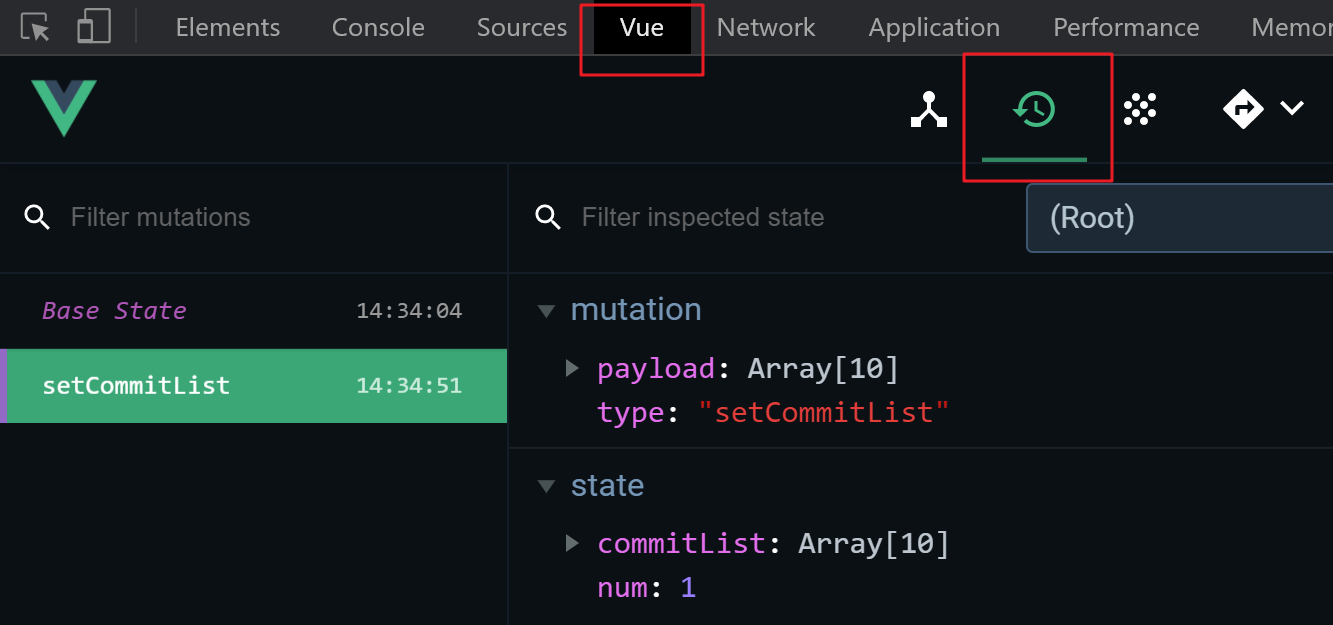 Elements Console Sources Vue Network Application Performance Memor
Filter mutations
Filter inspected state (Root)
Base State 14:34:04
setCommitList 14:34:51
mutation
payload: Array[10]
type: "setCommitList"
state
commitList: Array[10]
num: 1